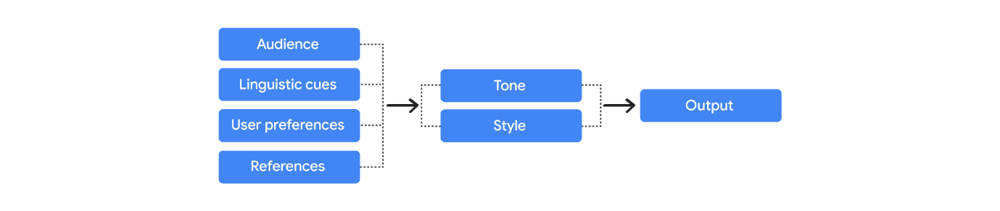 Audience
Linguistic cues
User preferences
References
Tone
Style
Output